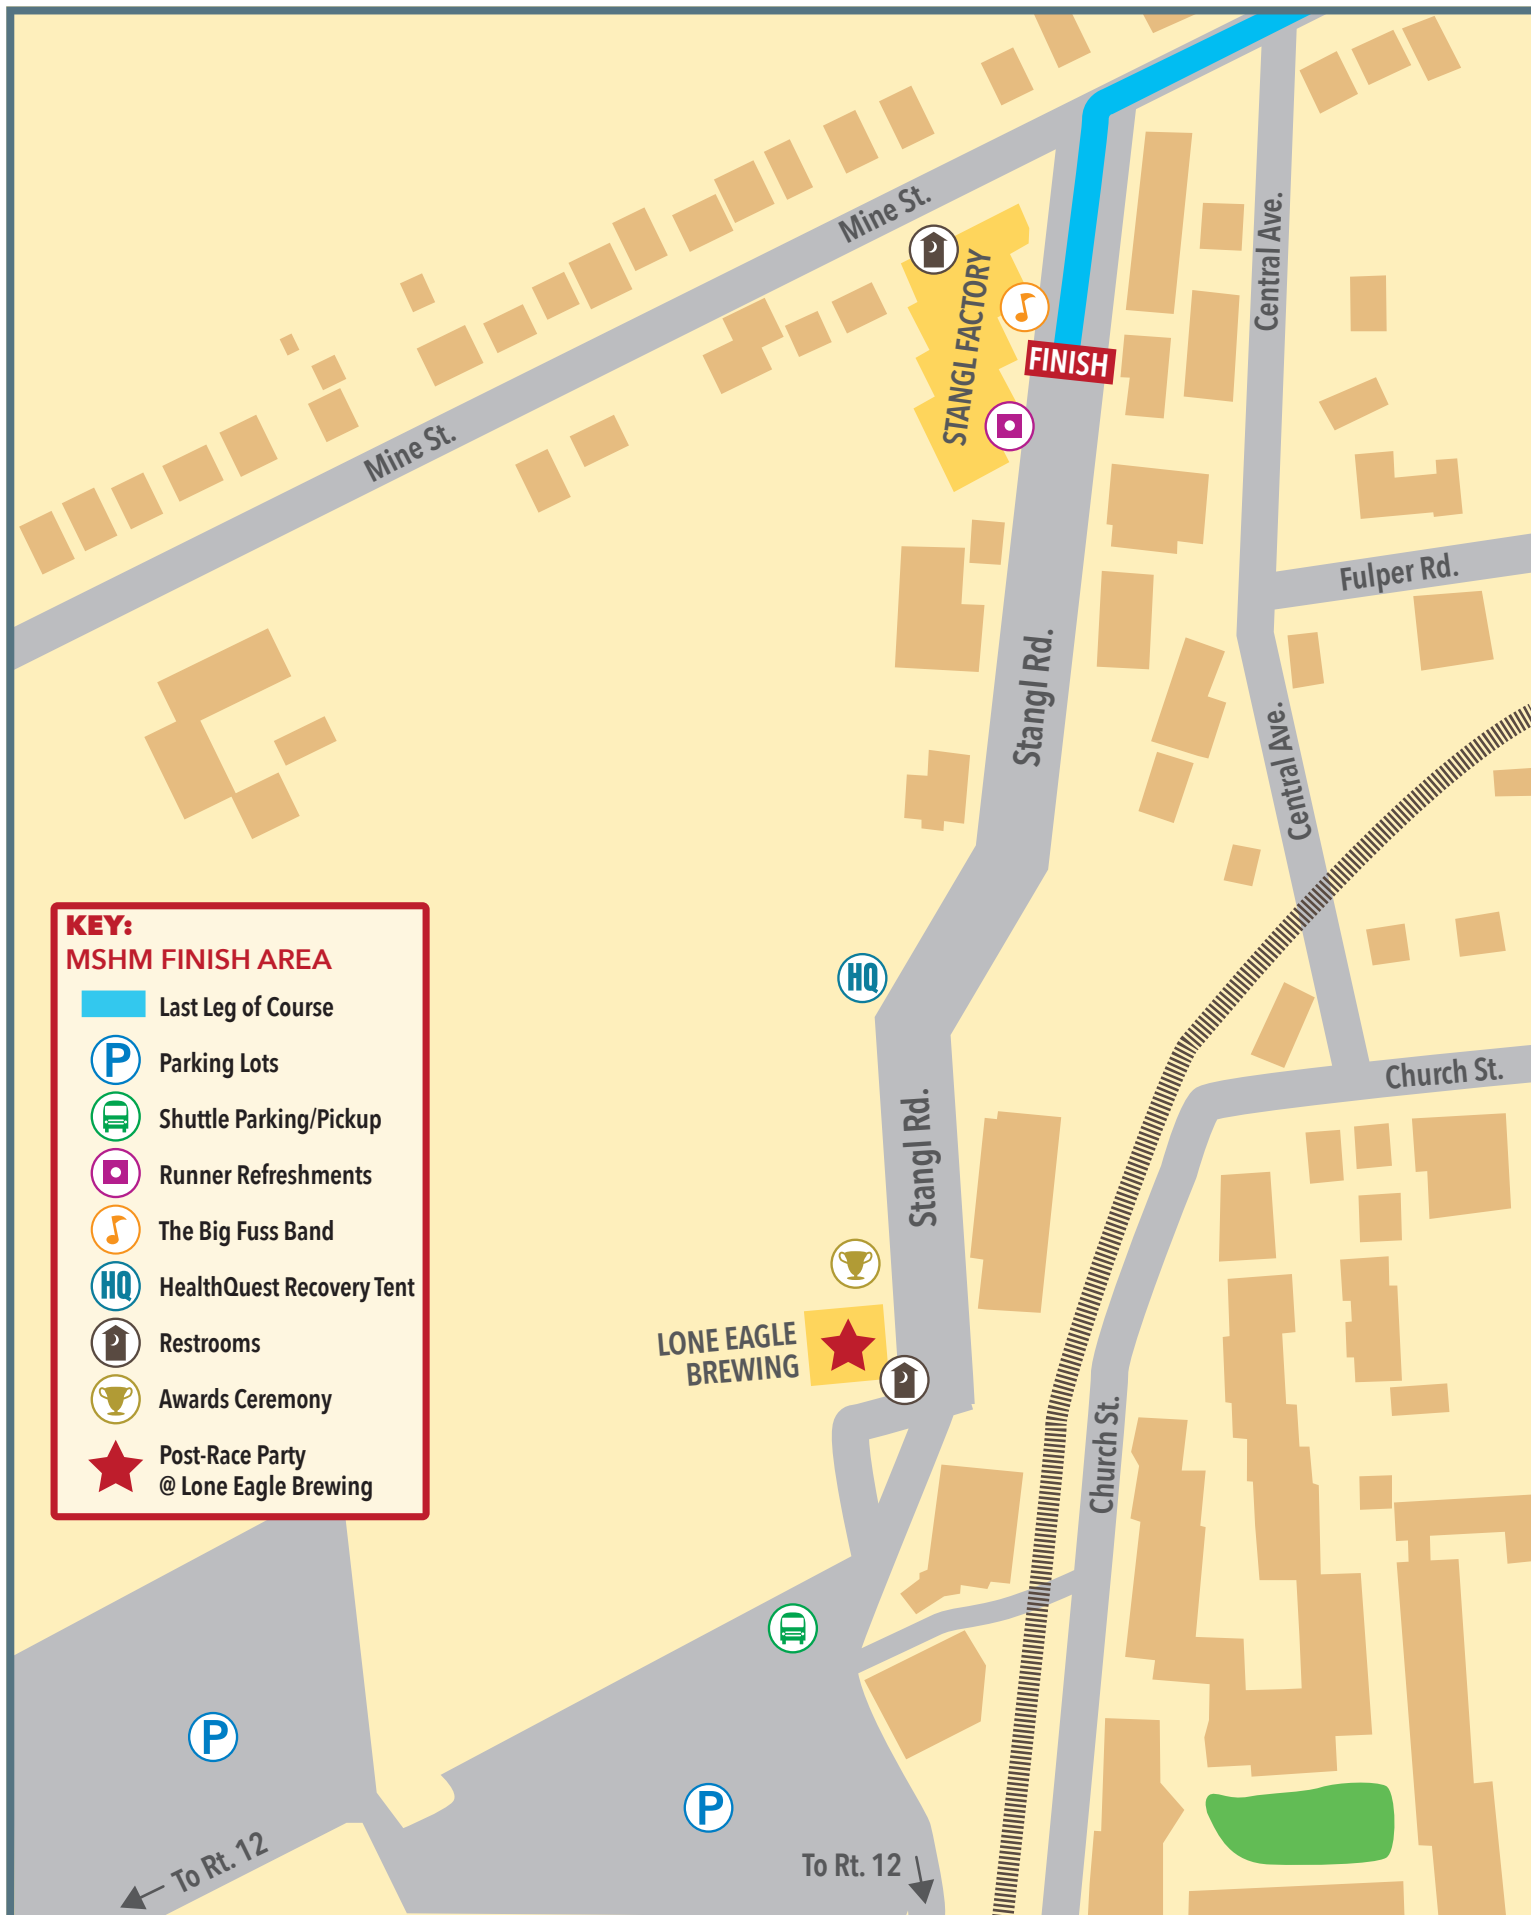 Mine St.
Central Ave.
STANGL FACTORY
FINISH
Mine St.
Fulper Rd.
Stangl Rd.
Central Ave.
KEY:
MSHM FINISH AREA
Last Leg of Course
P
Parking Lots
Shuttle Parking/Pickup
Runner Refreshments
The Big Fuss Band
HQ
HealthQuest Recovery Tent
Restrooms
Awards Ceremony
Post-Race Party
@ Lone Eagle Brewing
HQ
Church St.
Stangl Rd.
LONE EAGLE
BREWING
Church St.
P
P
To Rt. 12
To Rt. 12